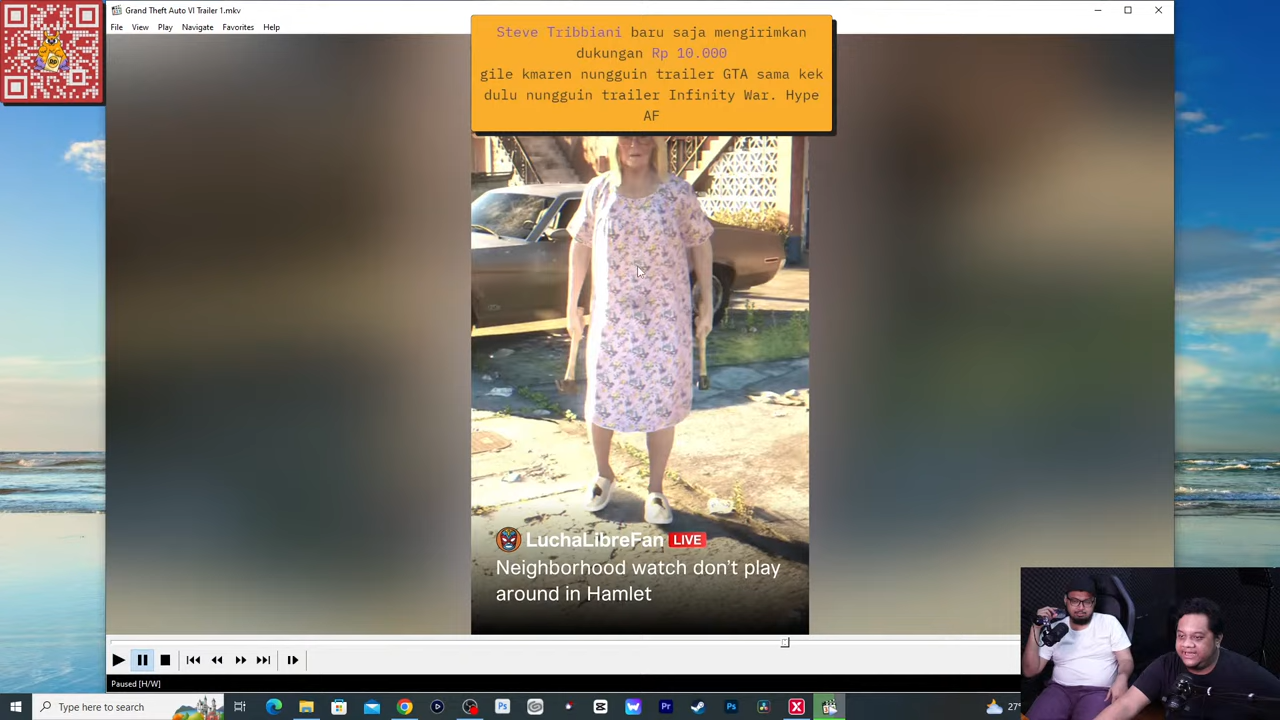 Grand Theft Auto VI Trailer 1.mkv
File View Play Navigate Favorites Help
Steve Tribbiani baru saja mengirimkan
dukungan Rp 10.000
gile kmaren nungguin trailer GTA sama kek
dulu nungguin trailer Infinity War. Hype
AF
LuchaLibreFan LIVE
Neighborhood watch don't play
around in Hamlet
Paused [H/W]
Type here to search
27°